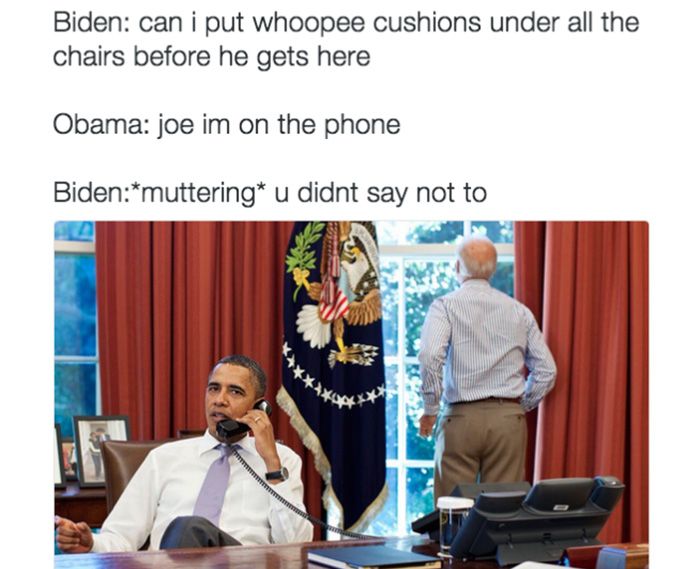 Biden: can i put whoopee cushions under all the
chairs before he gets here
Obama: joe im on the phone
Biden:*muttering* u didnt say not to